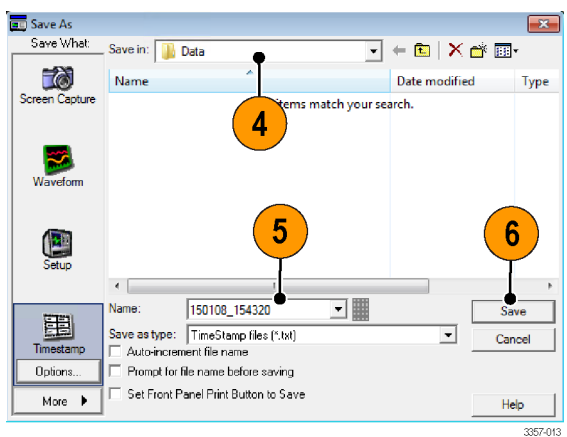 Save As
Save What:
Save in: Data
Name Date modified Type
Screen Capture
items match your search.
4
Waveform
5
6
Setup
Name: 150108_154320 Save
Save as type: TimeStamp files (*.txt) Cancel
Timestamp
Auto-increment file name
Options...
Prompt for file name before saving
More
Set Front Panel Print Button to Save
Help
3357-013